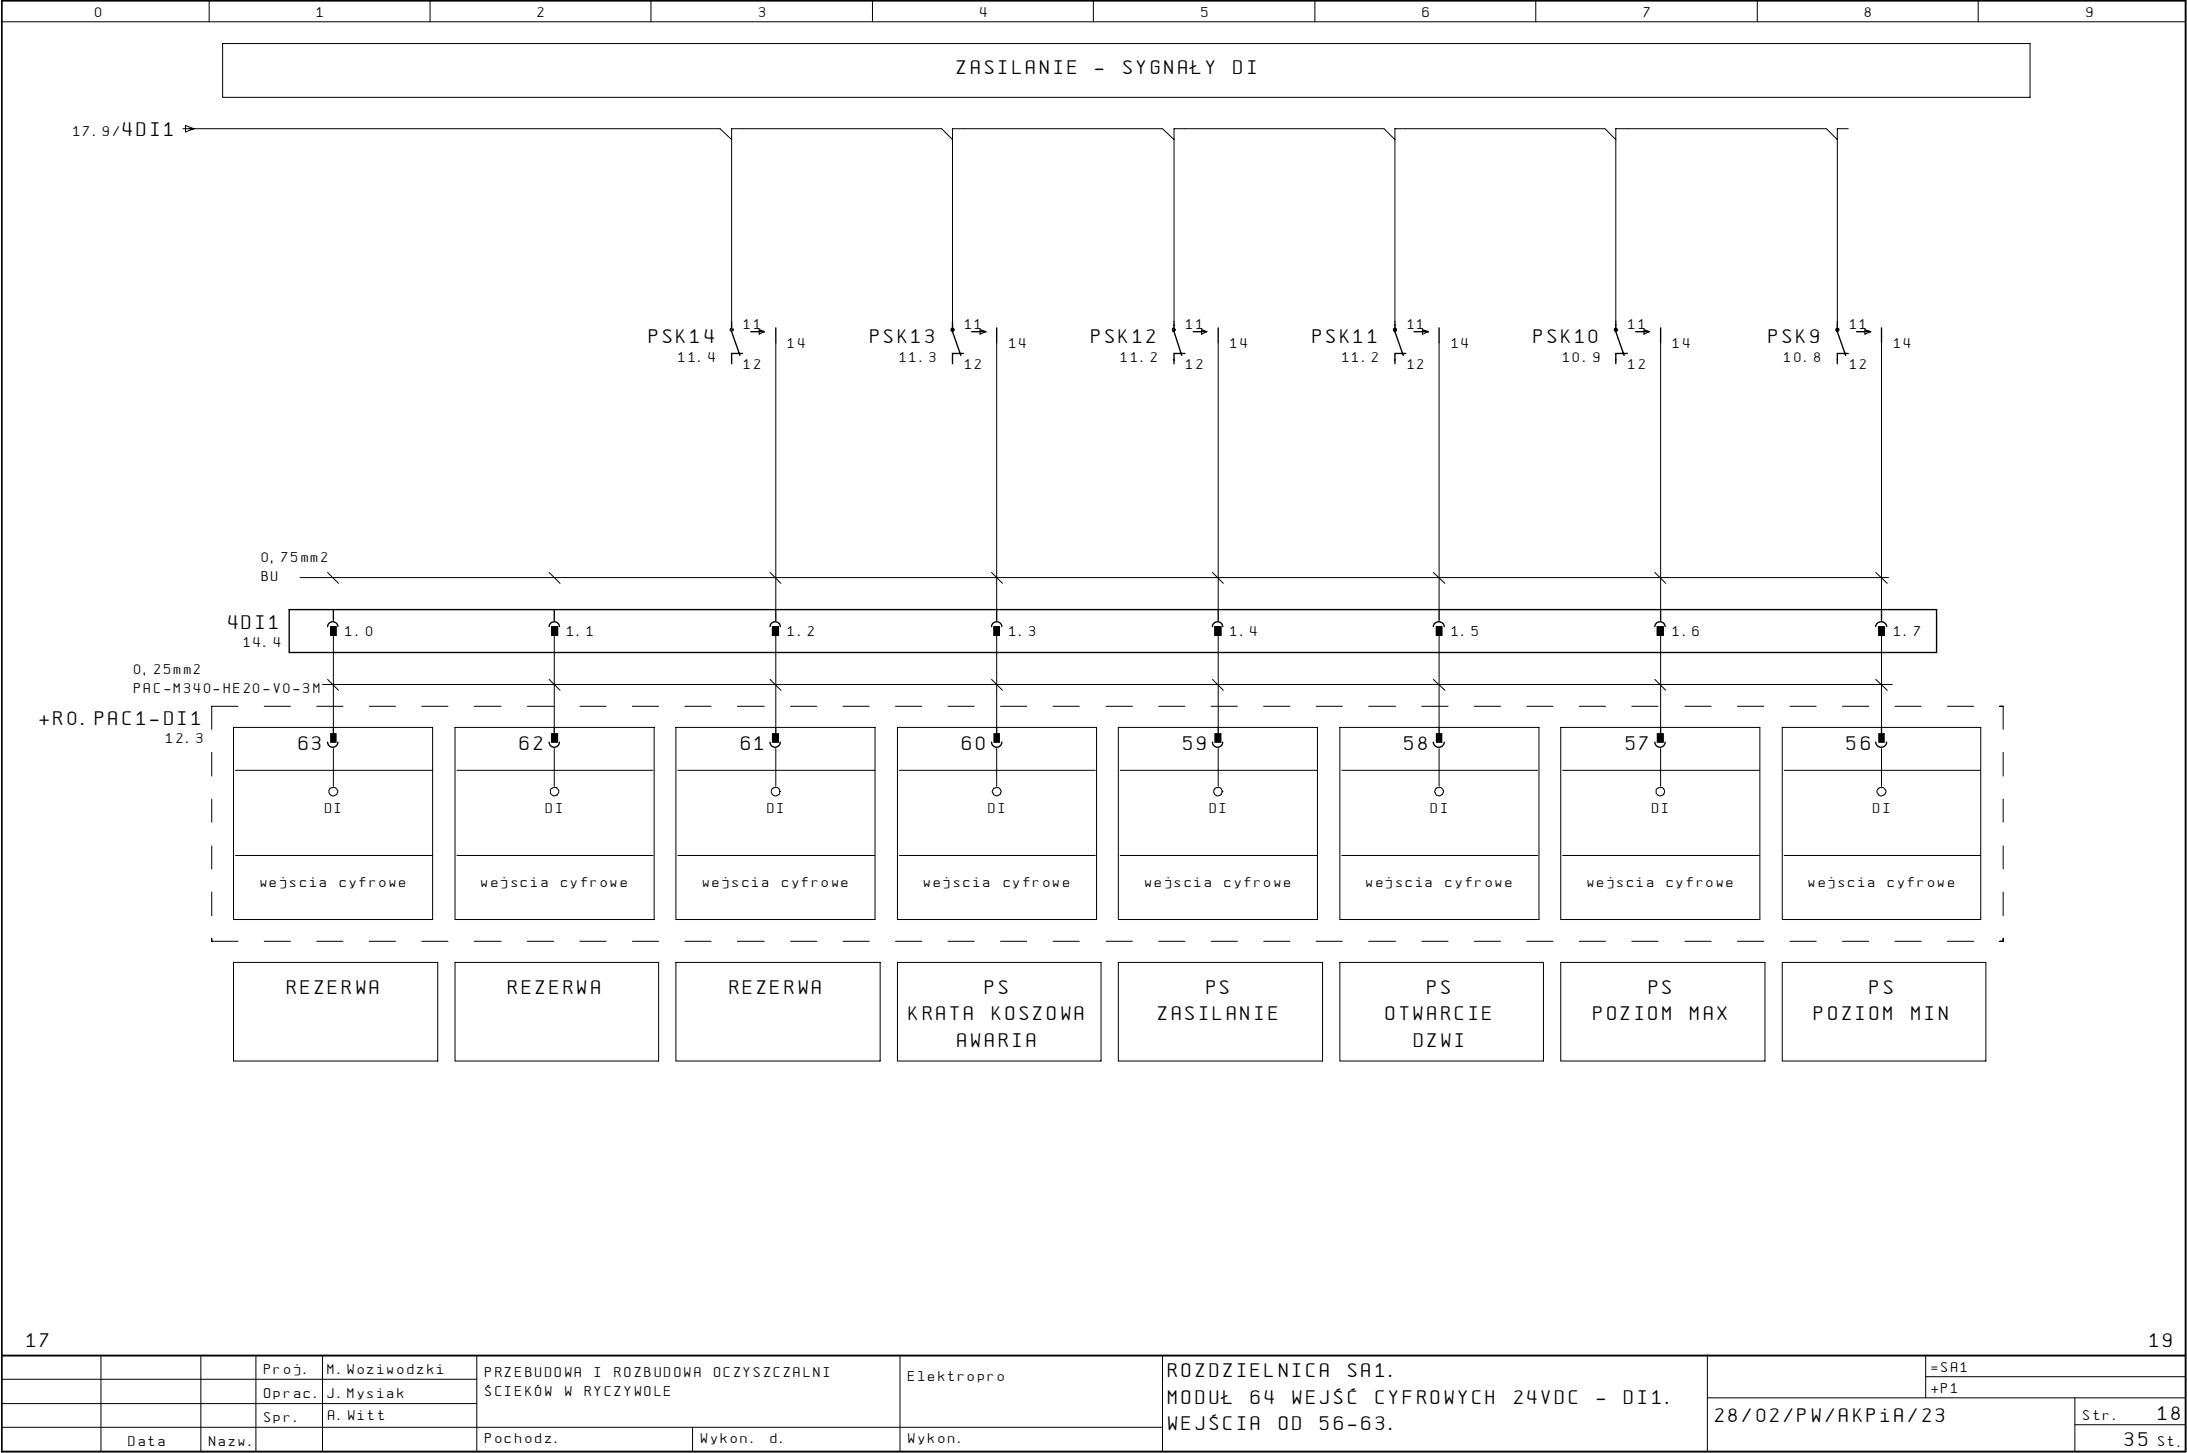 0 1 2 3 4 5 6 7 8 9
ZASILANIE - SYGNAŁY DI
17.9/4DI1
PSK14 11 14 PSK13 11 14 PSK12 11 14 PSK11 11 14 PSK10 11 14 PSK9 11 14
11.4 12 11.3 12 11.2 12 11.2 12 10.9 12 10.8 12
0,75mm2
BU
4DI1 1.0 1.1 1.2 1.3 1.4 1.5 1.6 1.7
14.4
0,25mm2
PAC-M340-HE20-V0-3M
+RO.PAC1-DI1
12.3
63 62 61 60 59 58 57 56
DI DI DI DI DI DI DI DI
wejscia cyfrowe wejscia cyfrowe wejscia cyfrowe wejscia cyfrowe wejscia cyfrowe wejscia cyfrowe wejscia cyfrowe wejscia cyfrowe
REZERWA
REZERWA
REZERWA
PS
KRATA KOSZOWA
AWARIA
PS
ZASILANIE
PS
OTWARCIE
DZWI
PS
POZIOM MAX
PS
POZIOM MIN
17 19
Proj. M.Woziwodzki
Oprac. J.Mysiak
Spr. A.Witt
Data Nazw.
PRZEBUDOWA I ROZBUDOWA OCZYSZCZALNI
ŚCIEKÓW W RYCZYWOLE
Pochodz. Wykon. d.
Elektropro
Wykon.
ROZDZIELNICA SA1.
MODUŁ 64 WEJŚĆ CYFROWYCH 24VDC - DI1.
WEJŚCIA OD 56-63.
=SA1
+P1
28/02/PW/AKPiA/23
Str. 18
35 St.